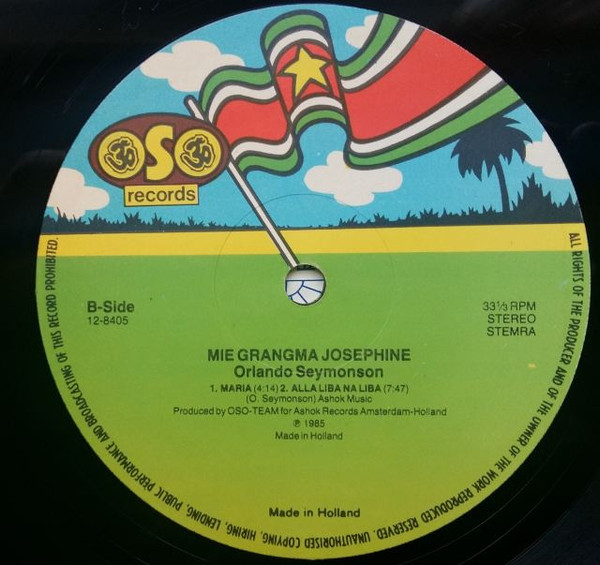 OSO
records
B-Side
12-8405
33⅓ RPM
STEREO
STEMRA
MIE GRANGMA JOSEPHINE
Orlando Seymonson
1. MARIA (4:14) 2. ALLA LIBA NA LIBA (7:47)
(O. Seymonson) Ashok Music
Produced by OSO-TEAM for Ashok Records Amsterdam-Holland
℗ 1985
Made in Holland
Made in Holland
ALL RIGHTS OF THE PRODUCER AND OF THE OWNER OF THE WORK REPRODUCED RESERVED. UNAUTHORISED COPYING, HIRING, LENDING, PUBLIC PERFORMANCE AND BROADCASTING OF THIS RECORD PROHIBITED.